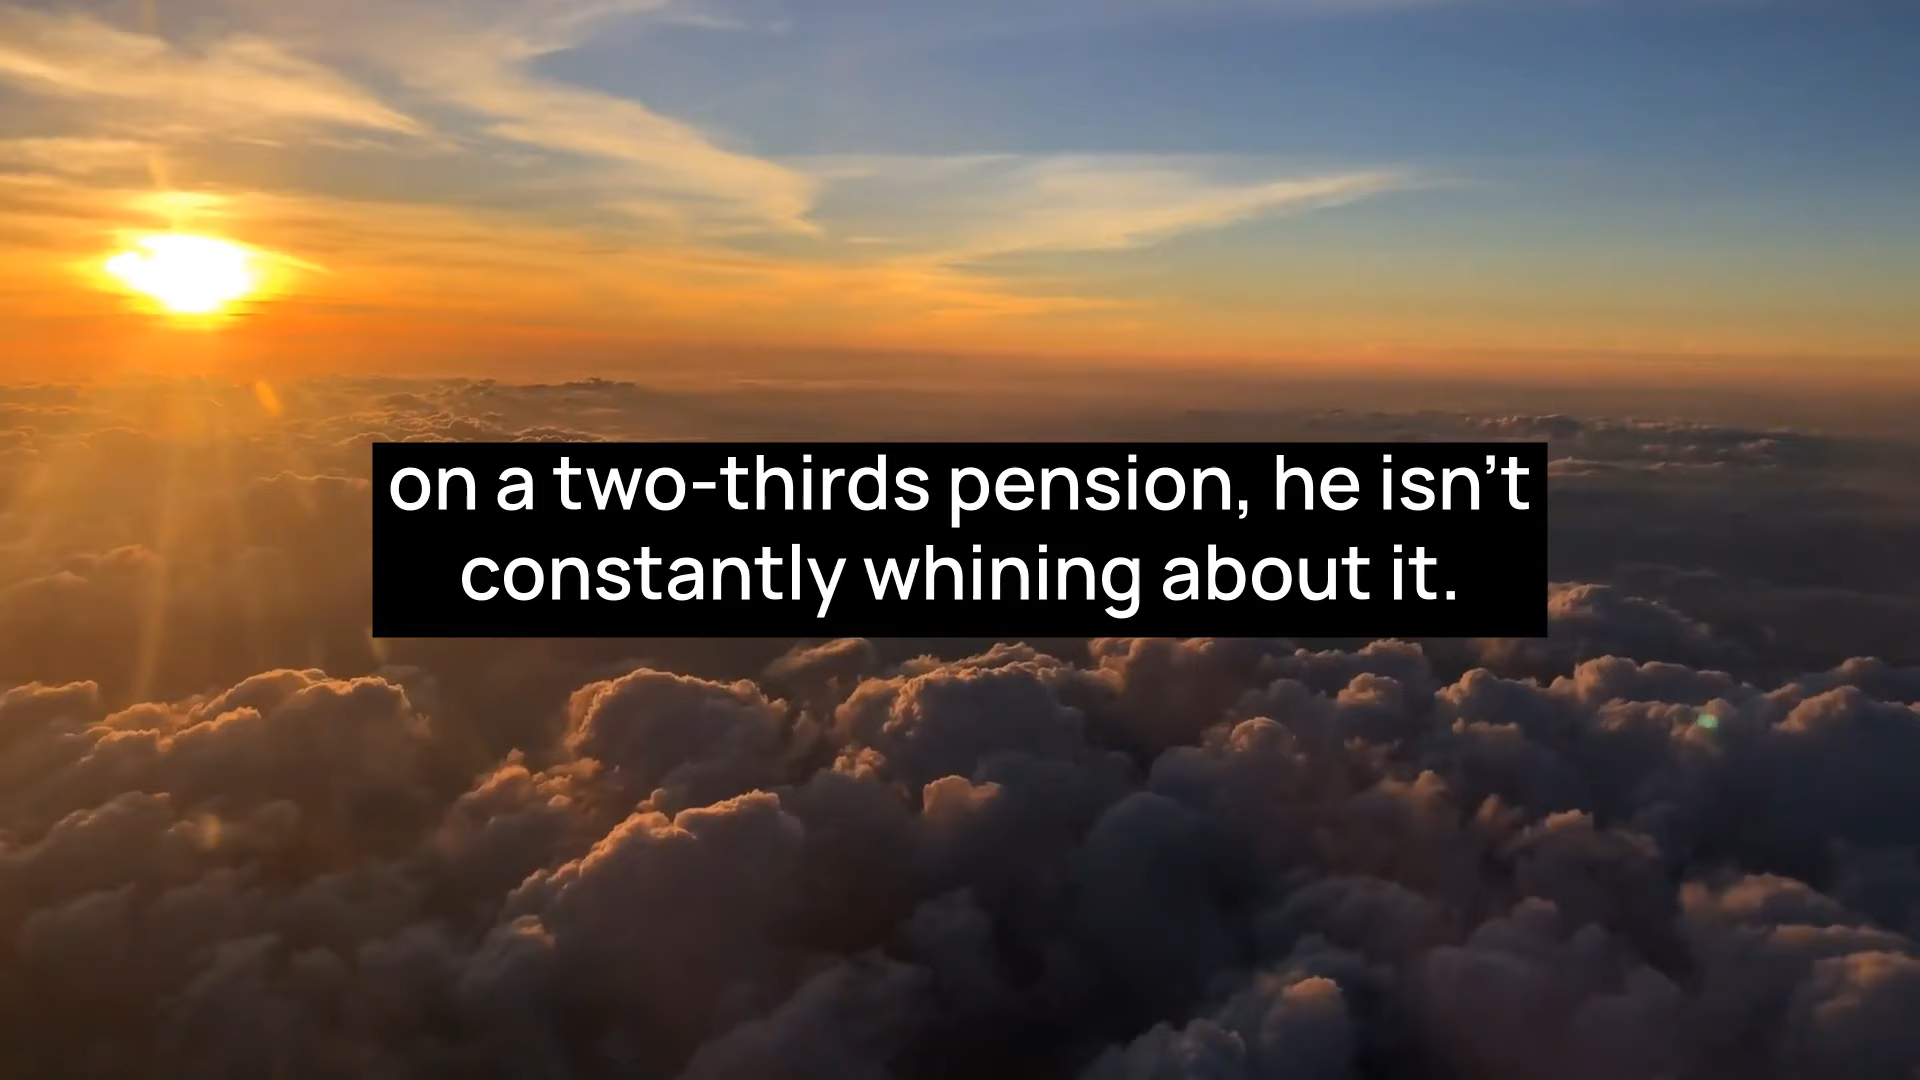 on a two-thirds pension, he isn’t
constantly whining about it.